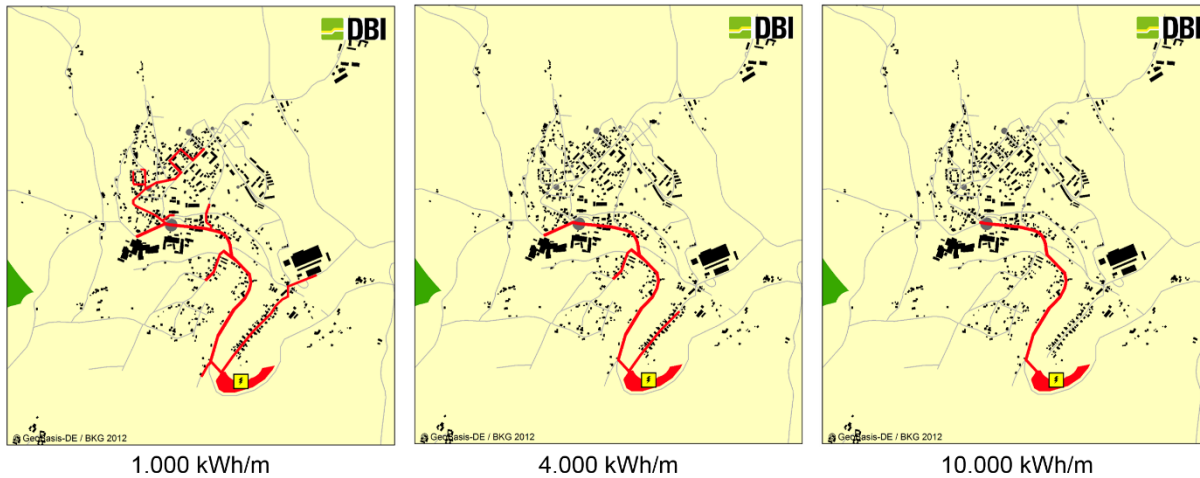 DBI
DBI
DBI
© GeoBasis-DE / BKG 2012
© GeoBasis-DE / BKG 2012
© GeoBasis-DE / BKG 2012
1.000 kWh/m
4.000 kWh/m
10.000 kWh/m